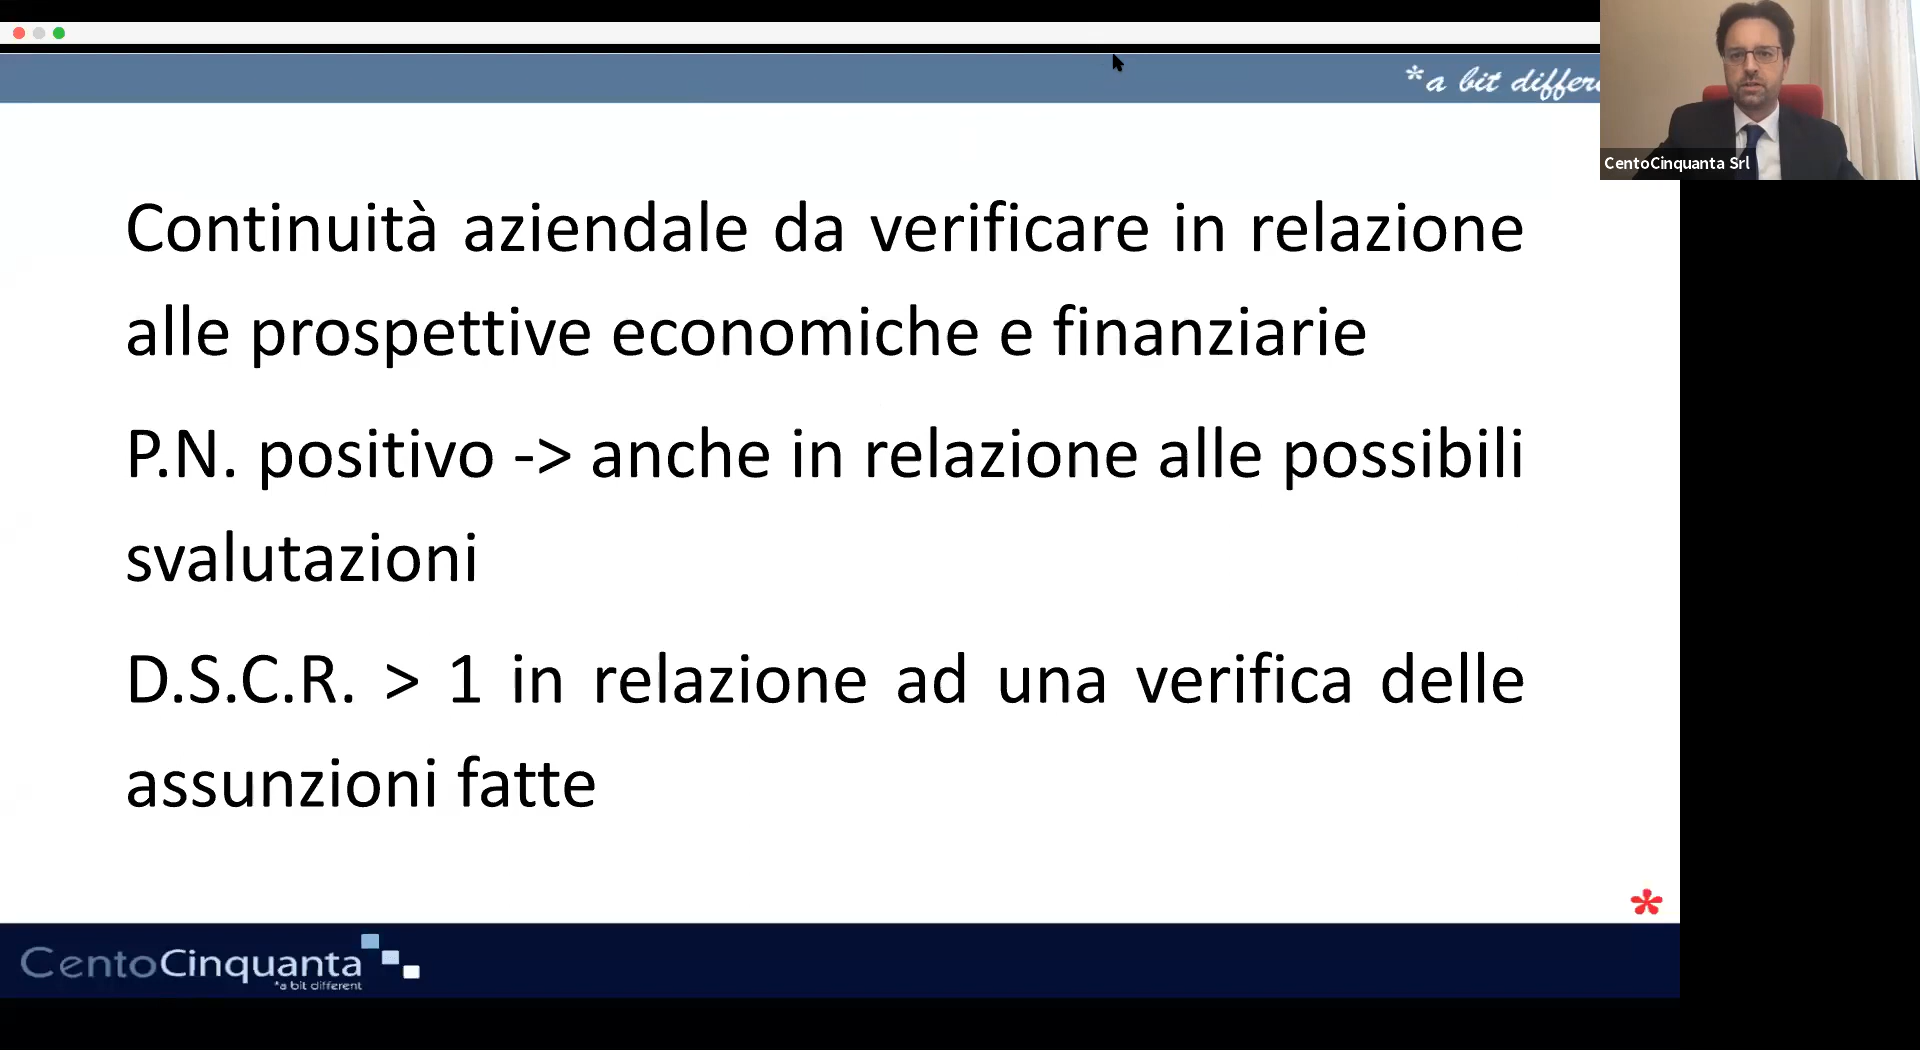 *a bit differ
CentoCinquanta Srl
Continuità aziendale da verificare in relazione
alle prospettive economiche e finanziarie
P.N. positivo -> anche in relazione alle possibili
svalutazioni
D.S.C.R. > 1 in relazione ad una verifica delle
assunzioni fatte
*
CentoCinquanta
*a bit different